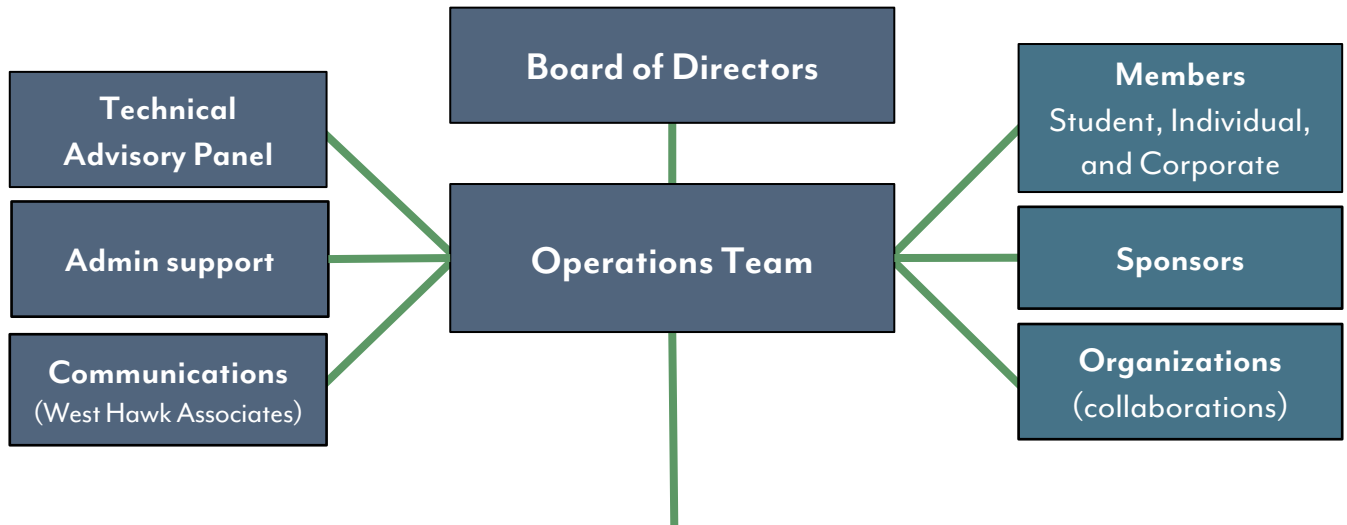 Board of Directors
Technical
Advisory Panel
Members
Student, Individual,
and Corporate
Admin support
Operations Team
Sponsors
Communications
(West Hawk Associates)
Organizations
(collaborations)